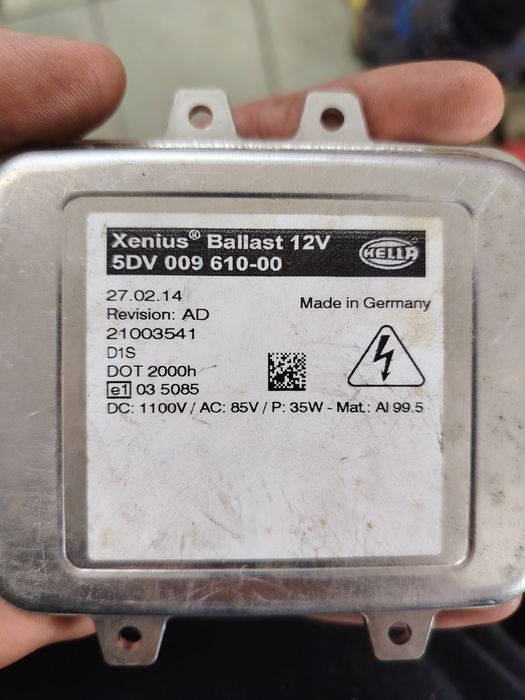 Xenius® Ballast 12V
5DV 009 610-00
HELLA
27.02.14
Made in Germany
Revision: AD
21003541
D1S
DOT 2000h
e1 03 5085
DC: 1100V / AC: 85V / P: 35W - Mat.: Al 99.5